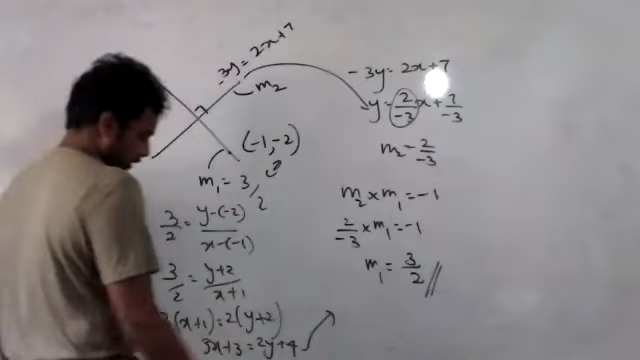 -3y = 2x+7
m₂
(-1, -2)
m₁ = 3/2
3/2 = y-(-2)/x-(-1)
3/2 = y+2/x+1
3(x+1) = 2(y+2)
3x+3 = 2y+4
-3y = 2x+7
y = 2/-3 x + 7/-3
m₂ = 2/-3
m₂ × m₁ = -1
2/-3 × m₁ = -1
m₁ = 3/2 //